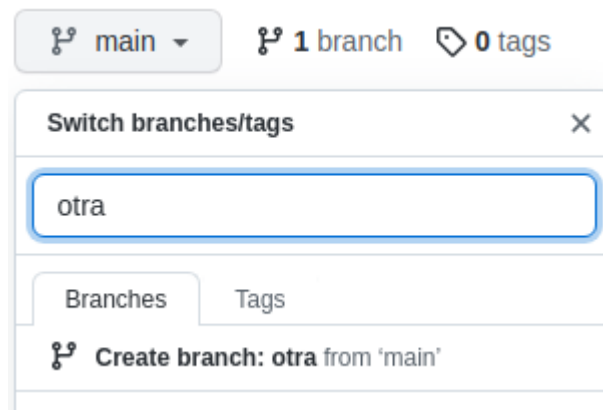 main 1 branch 0 tags
Switch branches/tags
otra
Branches Tags
Create branch: otra from ‘main’